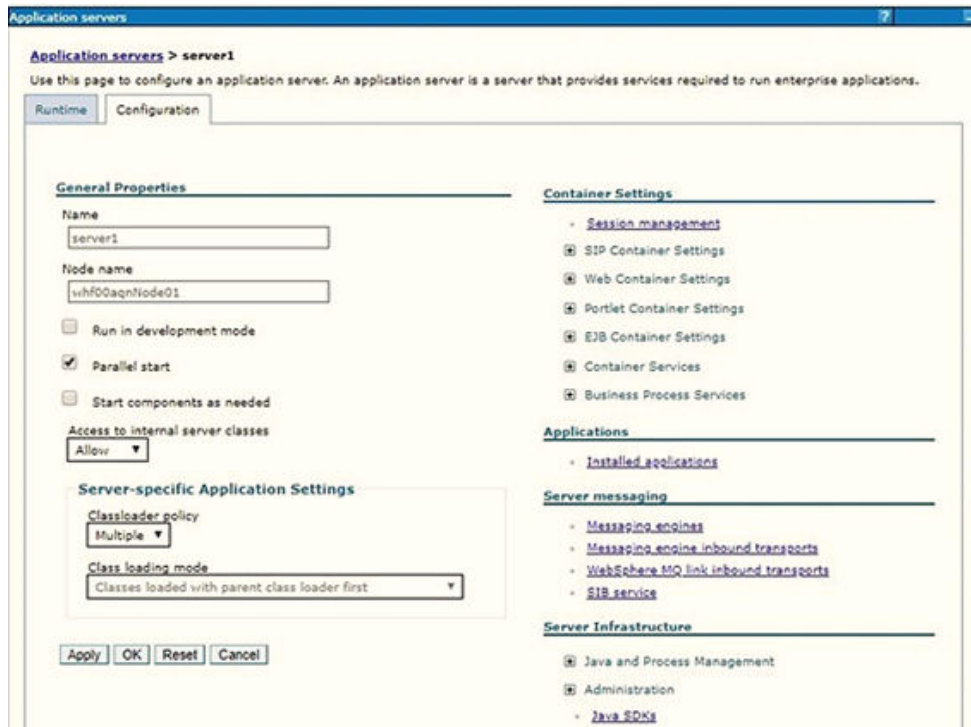 Application servers
?
Application servers > server1
Use this page to configure an application server. An application server is a server that provides services required to run enterprise applications.
Runtime
Configuration
General Properties
Name
server1
Node name
whf00aqnNode01
Run in development mode
Parallel start
Start components as needed
Access to internal server classes
Allow
Server-specific Application Settings
Classloader policy
Multiple
Class loading mode
Classes loaded with parent class loader first
Apply OK Reset Cancel
Container Settings
Session management
SIP Container Settings
Web Container Settings
Portlet Container Settings
EJB Container Settings
Container Services
Business Process Services
Applications
Installed applications
Server messaging
Messaging engines
Messaging engine inbound transports
WebSphere MQ link inbound transports
SIB service
Server Infrastructure
Java and Process Management
Administration
Java SDKs